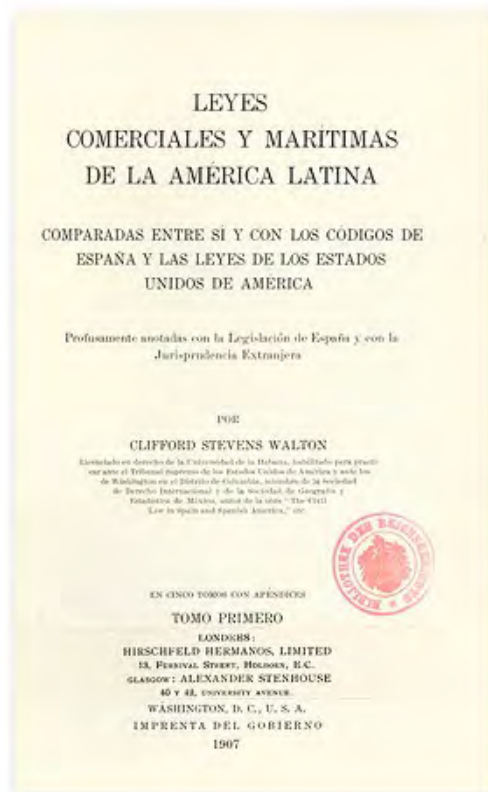 LEYES
COMERCIALES Y MARÍTIMAS
DE LA AMÉRICA LATINA
COMPARADAS ENTRE SÍ Y CON LOS CÓDIGOS DE
ESPAÑA Y LAS LEYES DE LOS ESTADOS
UNIDOS DE AMÉRICA
Profusamente anotadas con la Legislación de España y con la
Jurisprudencia Extranjera
POR
CLIFFORD STEVENS WALTON
Licenciado en derecho de la Universidad de la Habana, habilitado para practi
car ante el Tribunal supremo de los Estados Unidos de América y ante los
de Washington en el Distrito de Columbia, miembro de la Sociedad
de Derecho Internacional y de la Sociedad de Geografía y
Estadística de México, autor de la obra "The Civil
Law in Spain and Spanish America," etc
BIBLIOTHEK DES REICHSGERICHTS
EN CINCO TOMOS CON APÉNDICES
TOMO PRIMERO
LONDRES:
HIRSCHFELD HERMANOS, LIMITED
13, Furnival Street, Holborn, E.C.
GLASGOW: ALEXANDER STENHOUSE
40 Y 42, UNIVERSITY AVENUE
WASHINGTON, D. C., U. S. A.
IMPRENTA DEL GOBIERNO
1907